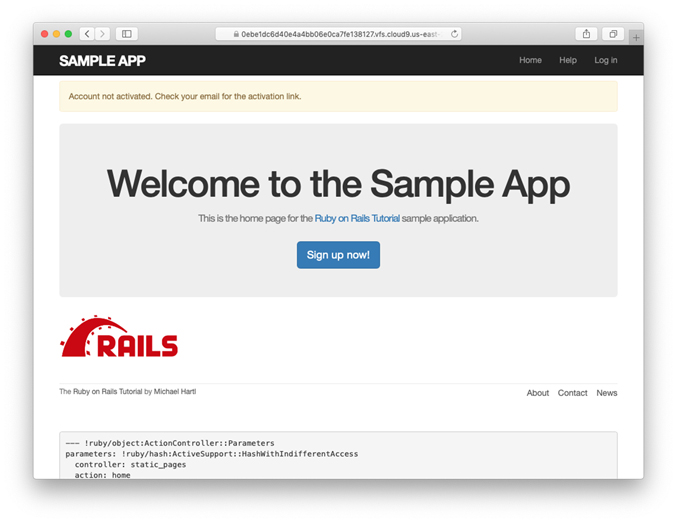 0ebe1dc6d40e4a4bb06e0ca7fe138127.vfs.cloud9.us-east-
SAMPLE APP
Home Help Log in
Account not activated. Check your email for the activation link.
Welcome to the Sample App
This is the home page for the Ruby on Rails Tutorial sample application.
Sign up now!
RAILS
The Ruby on Rails Tutorial by Michael Hartl
About Contact News
--- !ruby/object:ActionController::Parameters
parameters: !ruby/hash:ActiveSupport::HashWithIndifferentAccess
controller: static_pages
action: home